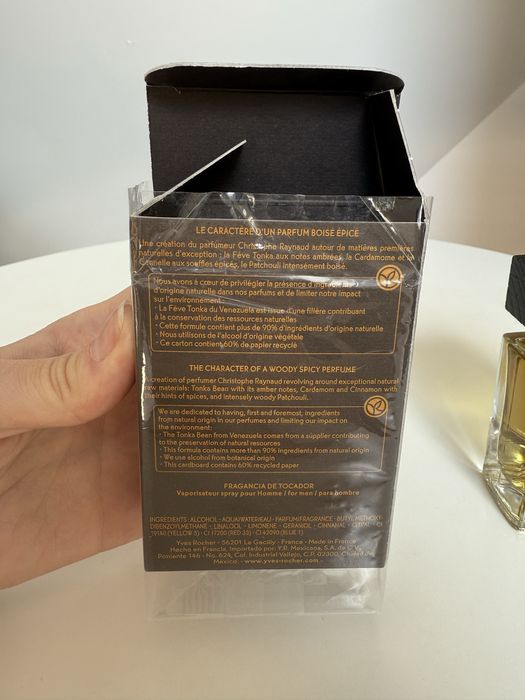 LE CARACTÈRE D'UN PARFUM BOISÉ ÉPICÉ
Une création du parfumeur Christophe Raynaud autour de matières premières
naturelles d'exception : la Fève Tonka aux notes ambrées, la Cardamome et la
Cannelle aux souffles épicés, le Patchouli intensément boisé.
Nous avons à cœur de privilégier la présence d'ingrédients
d'origine naturelle dans nos parfums et de limiter notre impact
sur l'environnement.
• La Fève Tonka du Venezuela est issue d'une filière contribuant
à la conservation des ressources naturelles
• Cette formule contient plus de 90% d'ingrédients d'origine naturelle
• Nous utilisons de l'alcool d'origine végétale
• Ce carton contient 60% de papier recyclé
THE CHARACTER OF A WOODY SPICY PERFUME
A creation of perfumer Christophe Raynaud revolving around exceptional natural
raw materials: Tonka Bean with its amber notes, Cardamom and Cinnamon with
their hints of spices, and intensely woody Patchouli.
We are dedicated to having, first and foremost, ingredients
from natural origin in our perfumes and limiting our impact on
the environment:
• The Tonka Bean from Venezuela comes from a supplier contributing
to the preservation of natural resources
• This formula contains more than 90% ingredients from natural origin
• We use alcohol from botanical origin
• This cardboard contains 60% recycled paper
FRAGANCIA DE TOCADOR
Vaporisateur spray pour Homme / for men / para hombre
INGREDIENTS: ALCOHOL • AQUA/WATER/EAU • PARFUM/FRAGRANCE • BUTYL METHOXY-
DIBENZOYLMETHANE • LINALOOL • LIMONENE • GERANIOL • CINNAMAL • CITRAL • CI
19140 (YELLOW 5) • CI 17200 (RED 33) • CI 42090 (BLUE 1)
Yves Rocher - 56201 La Gacilly - France - Made in France
Hecho en Francia, Importado por: Y.R. Mexicana, S.A. de C.V.
Poniente 146 - No. 624, Col. Industrial Vallejo, C.P. 02300, Ciudad de
México. - www.yves-rocher.com